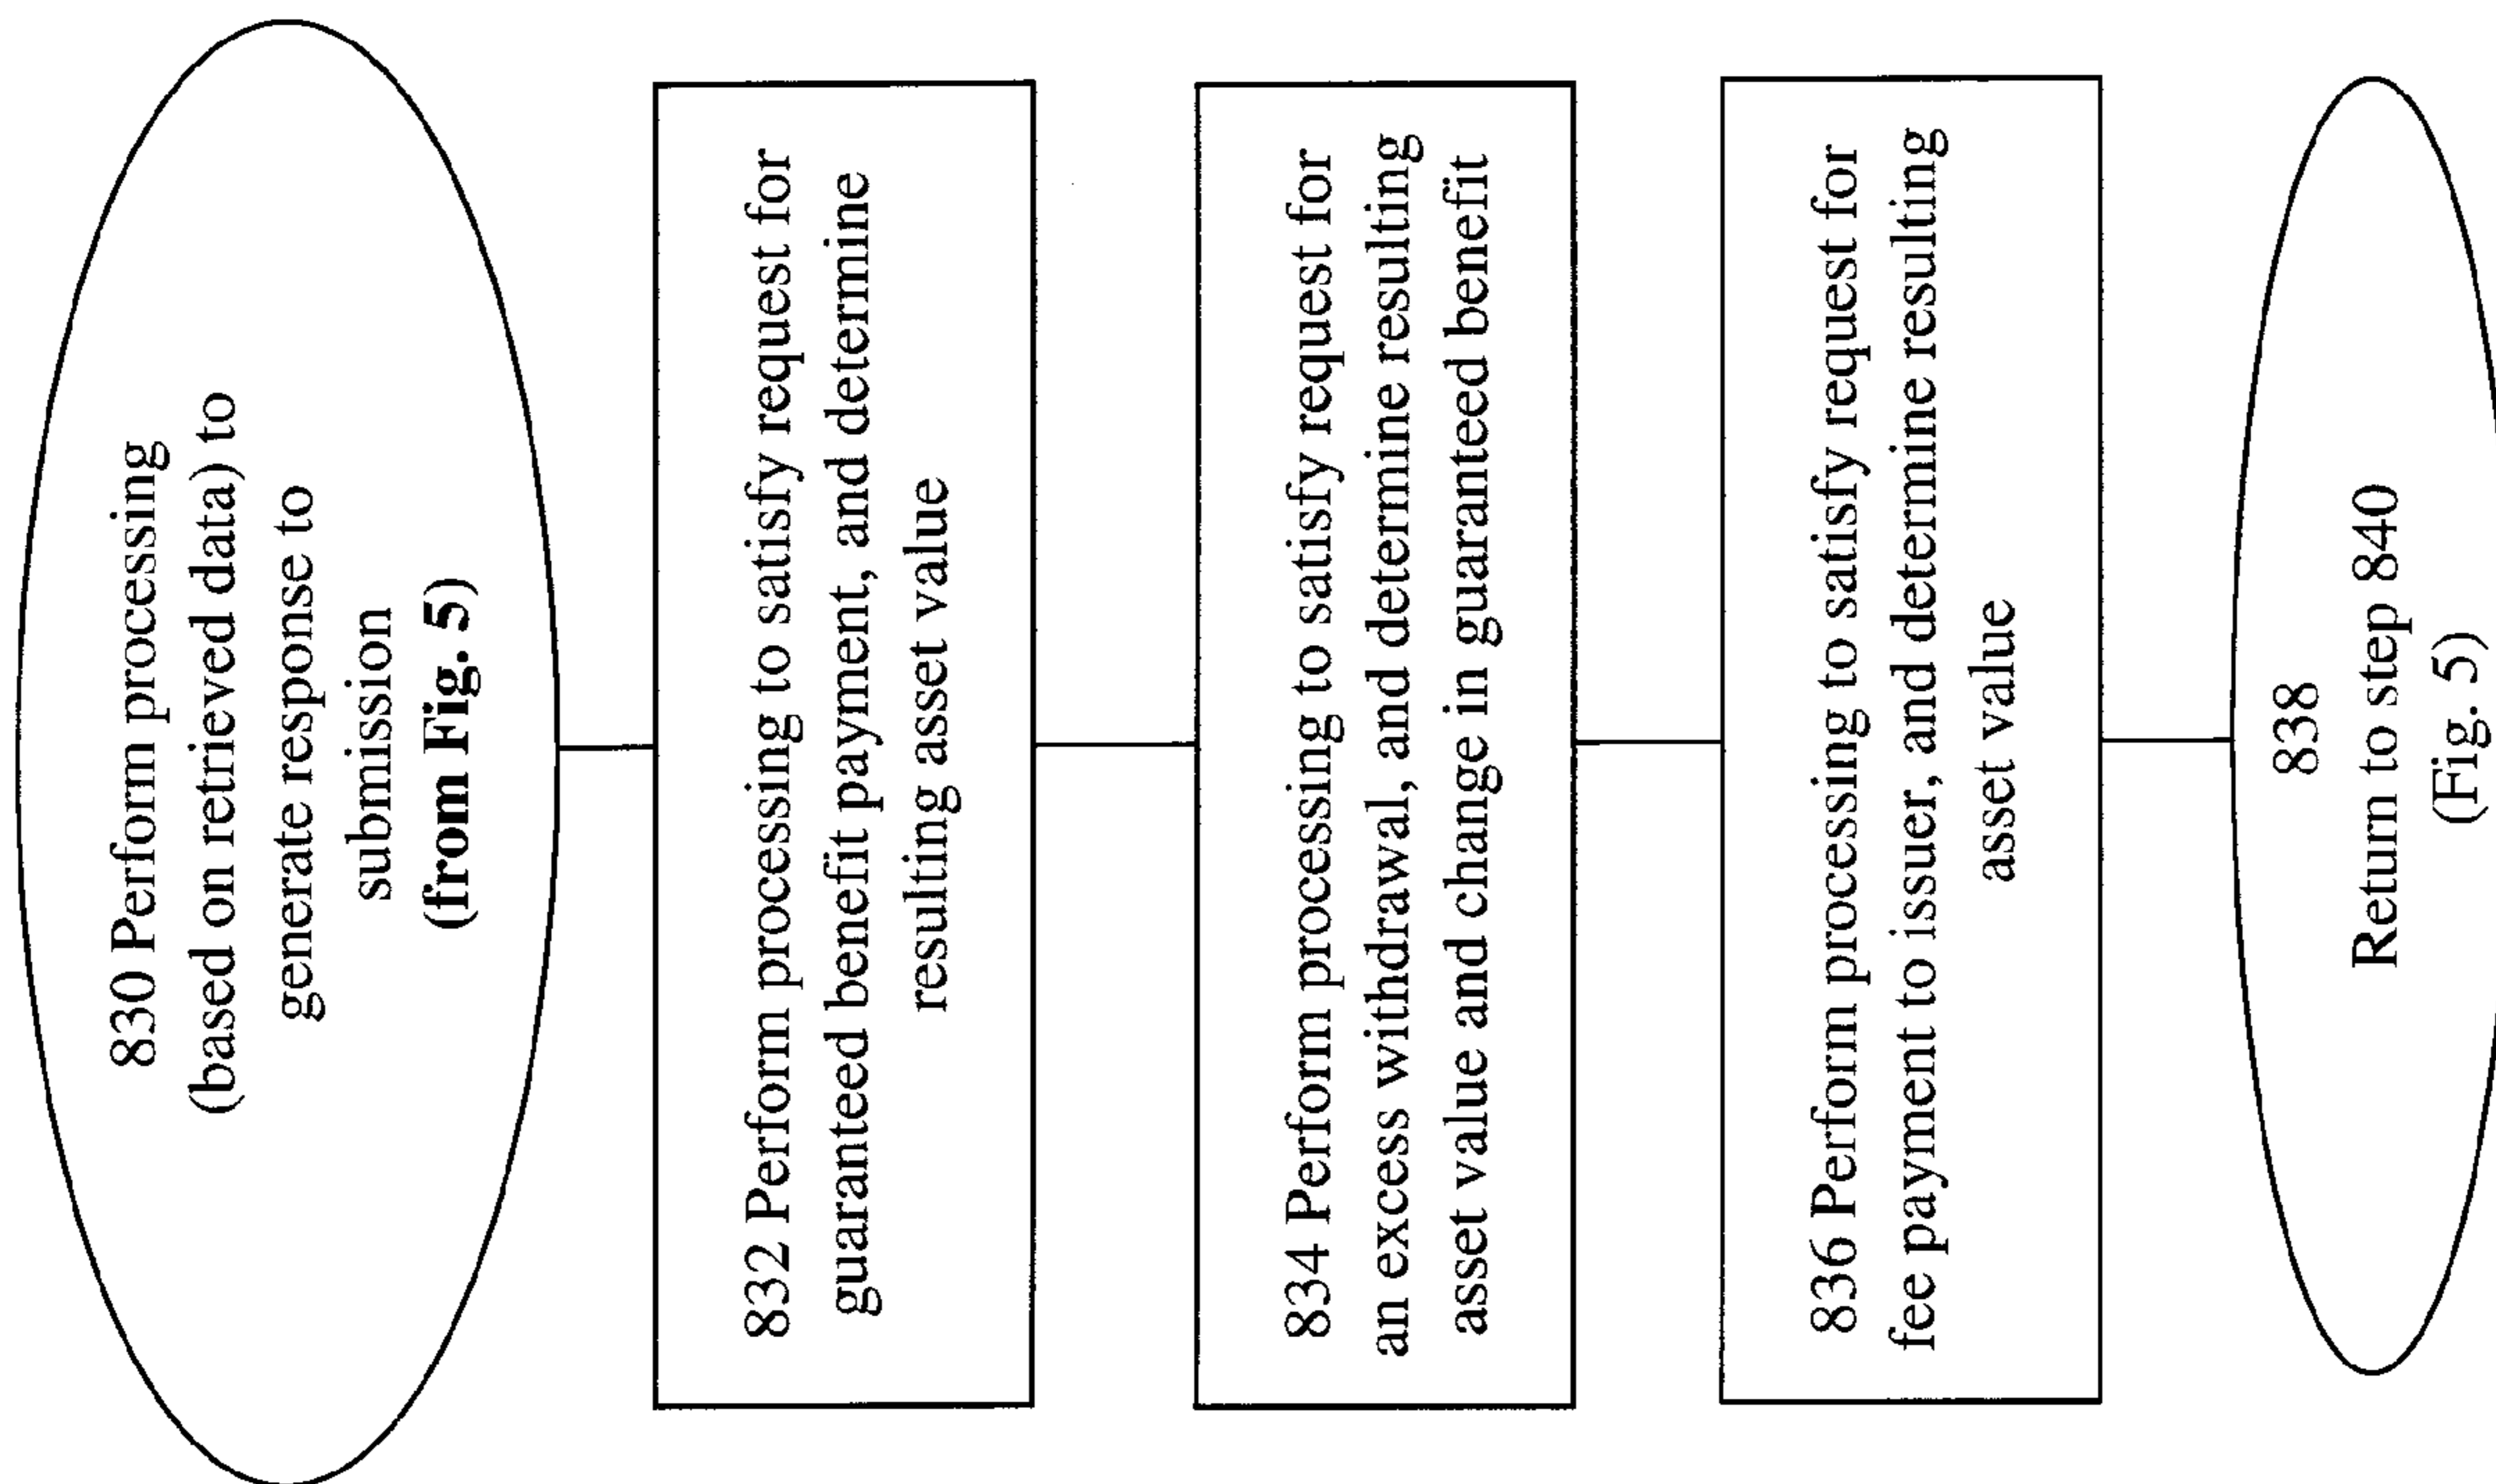 830 Perform processing
(based on retrieved data) to
generate response to
submission
(from Fig. 5)
832 Perform processing to satisfy request for
guaranteed benefit payment, and determine
resulting asset value
834 Perform processing to satisfy request for
an excess withdrawal, and determine resulting
asset value and change in guaranteed benefit
836 Perform processing to satisfy request for
fee payment to issuer, and determine resulting
asset value
838
Return to step 840
(Fig. 5)